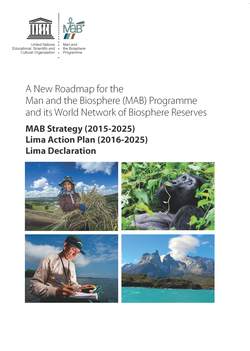 MAB
United Nations
Educational, Scientific and
Cultural Organization
Man and
the Biosphere
Programme
A New Roadmap for the
Man and the Biosphere (MAB) Programme
and its World Network of Biosphere Reserves
MAB Strategy (2015-2025)
Lima Action Plan (2016-2025)
Lima Declaration